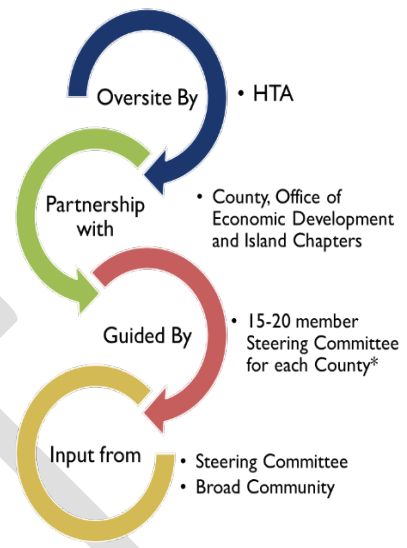 Oversite By
• HTA
Partnership
with
• County, Office of
Economic Development
and Island Chapters
Guided By
• 15-20 member
Steering Committee
for each County*
Input from
• Steering Committee
• Broad Community